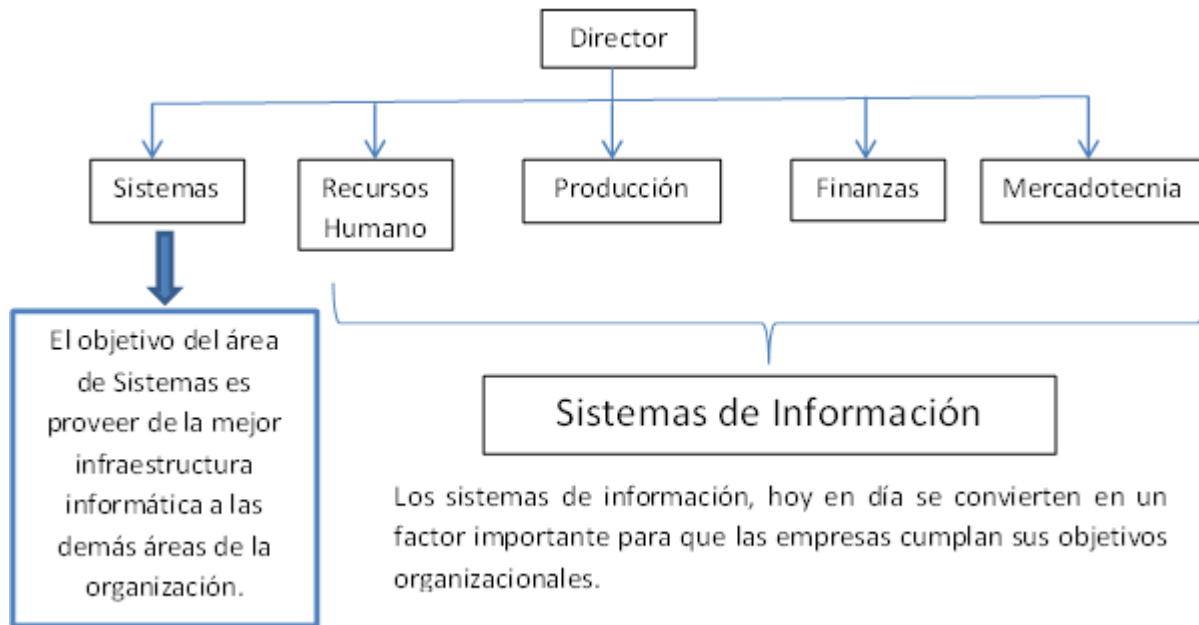 Director
Sistemas
Recursos
Humano
Producción
Finanzas
Mercadotecnia
El objetivo del área
de Sistemas es
proveer de la mejor
infraestructura
informática a las
demás áreas de la
organización.
Sistemas de Información
Los sistemas de información, hoy en día se convierten en un
factor importante para que las empresas cumplan sus objetivos
organizacionales.